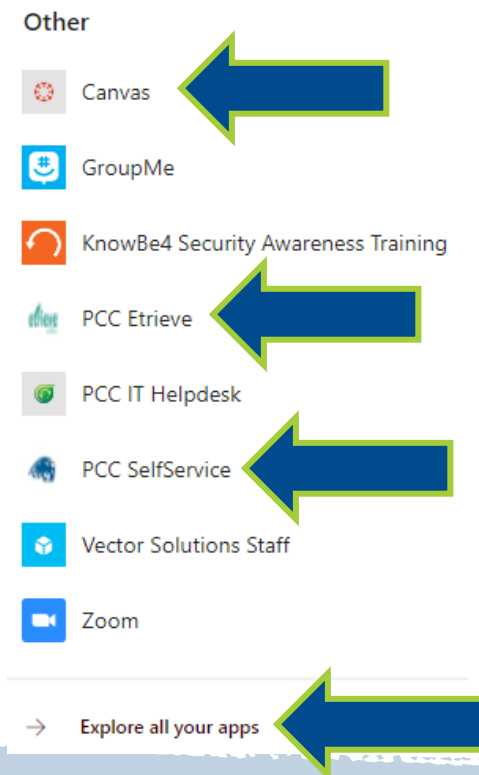 Other
Canvas
GroupMe
KnowBe4 Security Awareness Training
etrieve PCC Etrieve
PCC IT Helpdesk
PCC SelfService
Vector Solutions Staff
Zoom
Explore all your apps